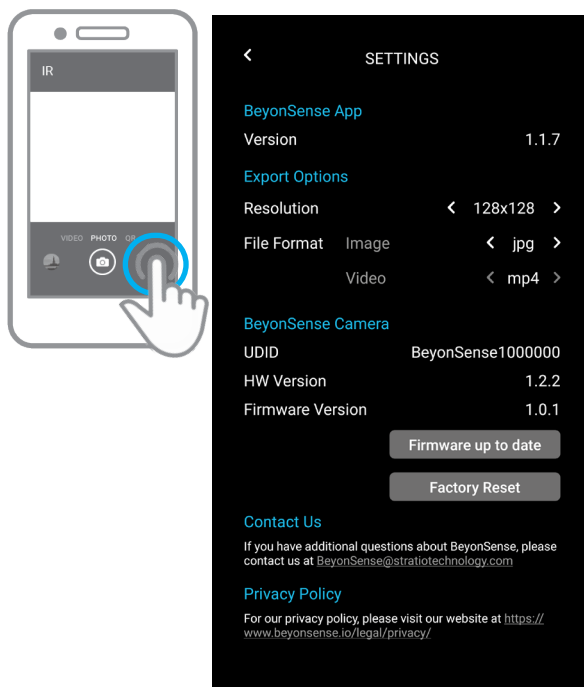 IR
VIDEO PHOTO QR
SETTINGS
BeyonSense App
Version 1.1.7
Export Options
Resolution 128x128
File Format Image jpg
Video mp4
BeyonSense Camera
UDID BeyonSense1000000
HW Version 1.2.2
Firmware Version 1.0.1
Firmware up to date
Factory Reset
Contact Us
If you have additional questions about BeyonSense, please
contact us at BeyonSense@stratiotechnology.com
Privacy Policy
For our privacy policy, please visit our website at https://
www.beyonsense.io/legal/privacy/